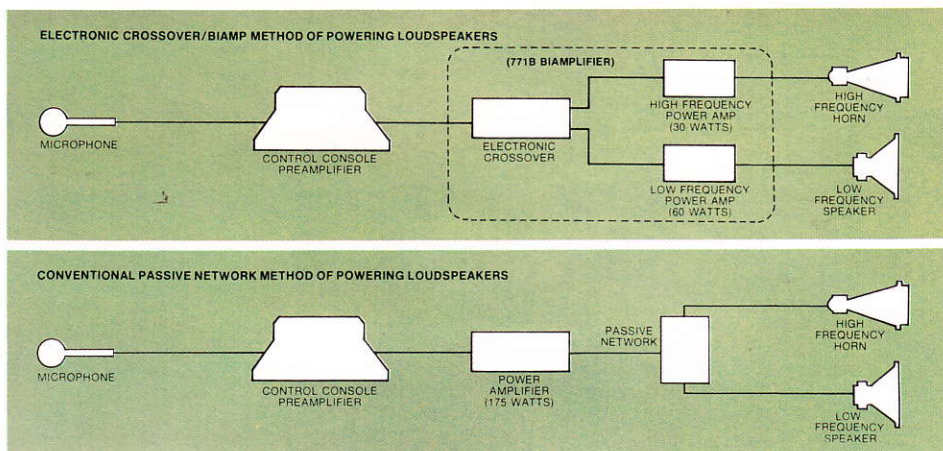 ELECTRONIC CROSSOVER/BIAMP METHOD OF POWERING LOUDSPEAKERS
(771B BIAMPLIFIER)
MICROPHONE
CONTROL CONSOLE
PREAMPLIFIER
ELECTRONIC
CROSSOVER
HIGH FREQUENCY
POWER AMP
(30 WATTS)
HIGH
FREQUENCY
HORN
LOW FREQUENCY
POWER AMP
(60 WATTS)
LOW
FREQUENCY
SPEAKER
CONVENTIONAL PASSIVE NETWORK METHOD OF POWERING LOUDSPEAKERS
MICROPHONE
CONTROL CONSOLE
PREAMPLIFIER
POWER
AMPLIFIER
(175 WATTS)
PASSIVE
NETWORK
HIGH
FREQUENCY
HORN
LOW
FREQUENCY
SPEAKER